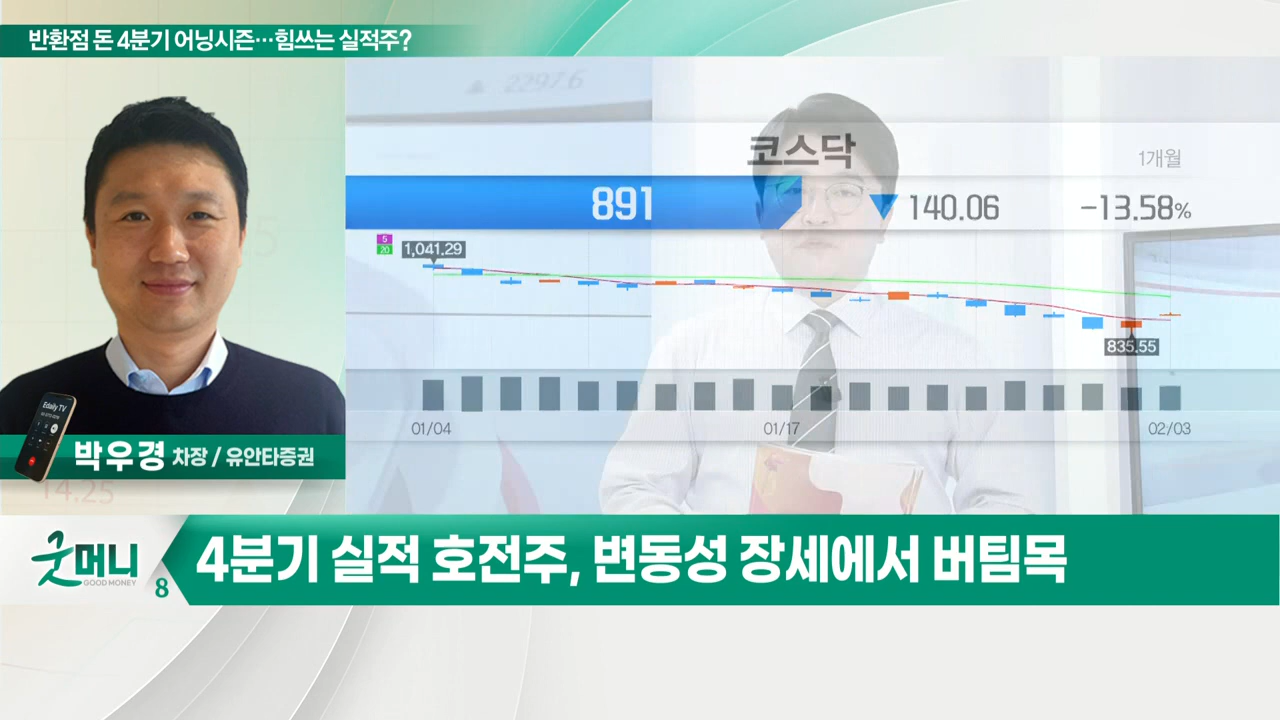 반환점 돈 4분기 어닝시즌…힘쓰는 실적주?
2297.6
코스닥
1개월
891
▼ 140.06
-13.58%
5
20
1,041.29
835.55
01/04
01/17
02/03
Edaily TV
박우경 차장 / 유안타증권
14.25
굿머니
GOOD MONEY
8
4분기 실적 호전주, 변동성 장세에서 버팀목